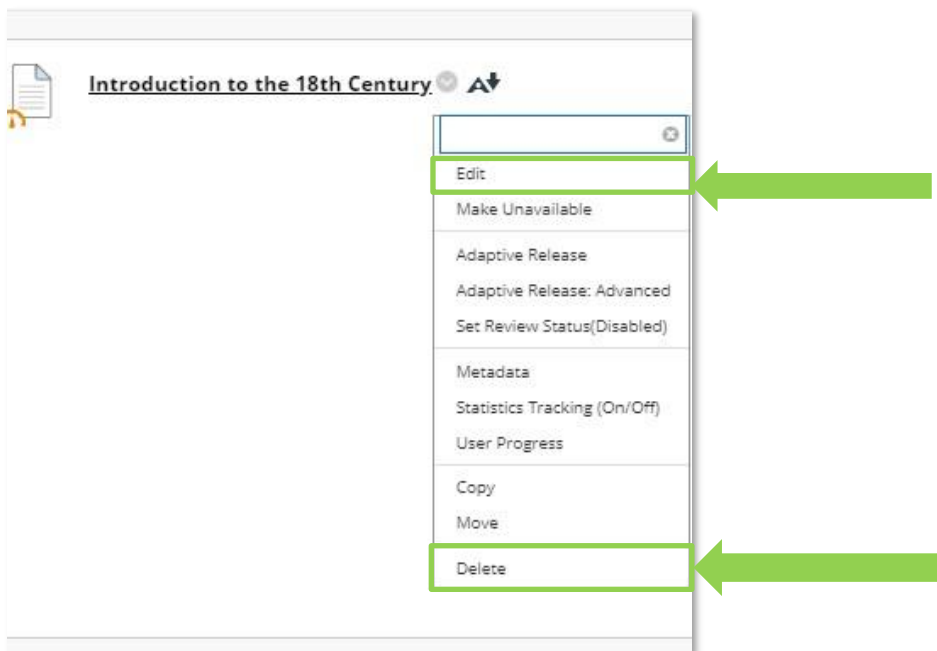 Introduction to the 18th Century A
Edit
Make Unavailable
Adaptive Release
Adaptive Release: Advanced
Set Review Status(Disabled)
Metadata
Statistics Tracking (On/Off)
User Progress
Copy
Move
Delete